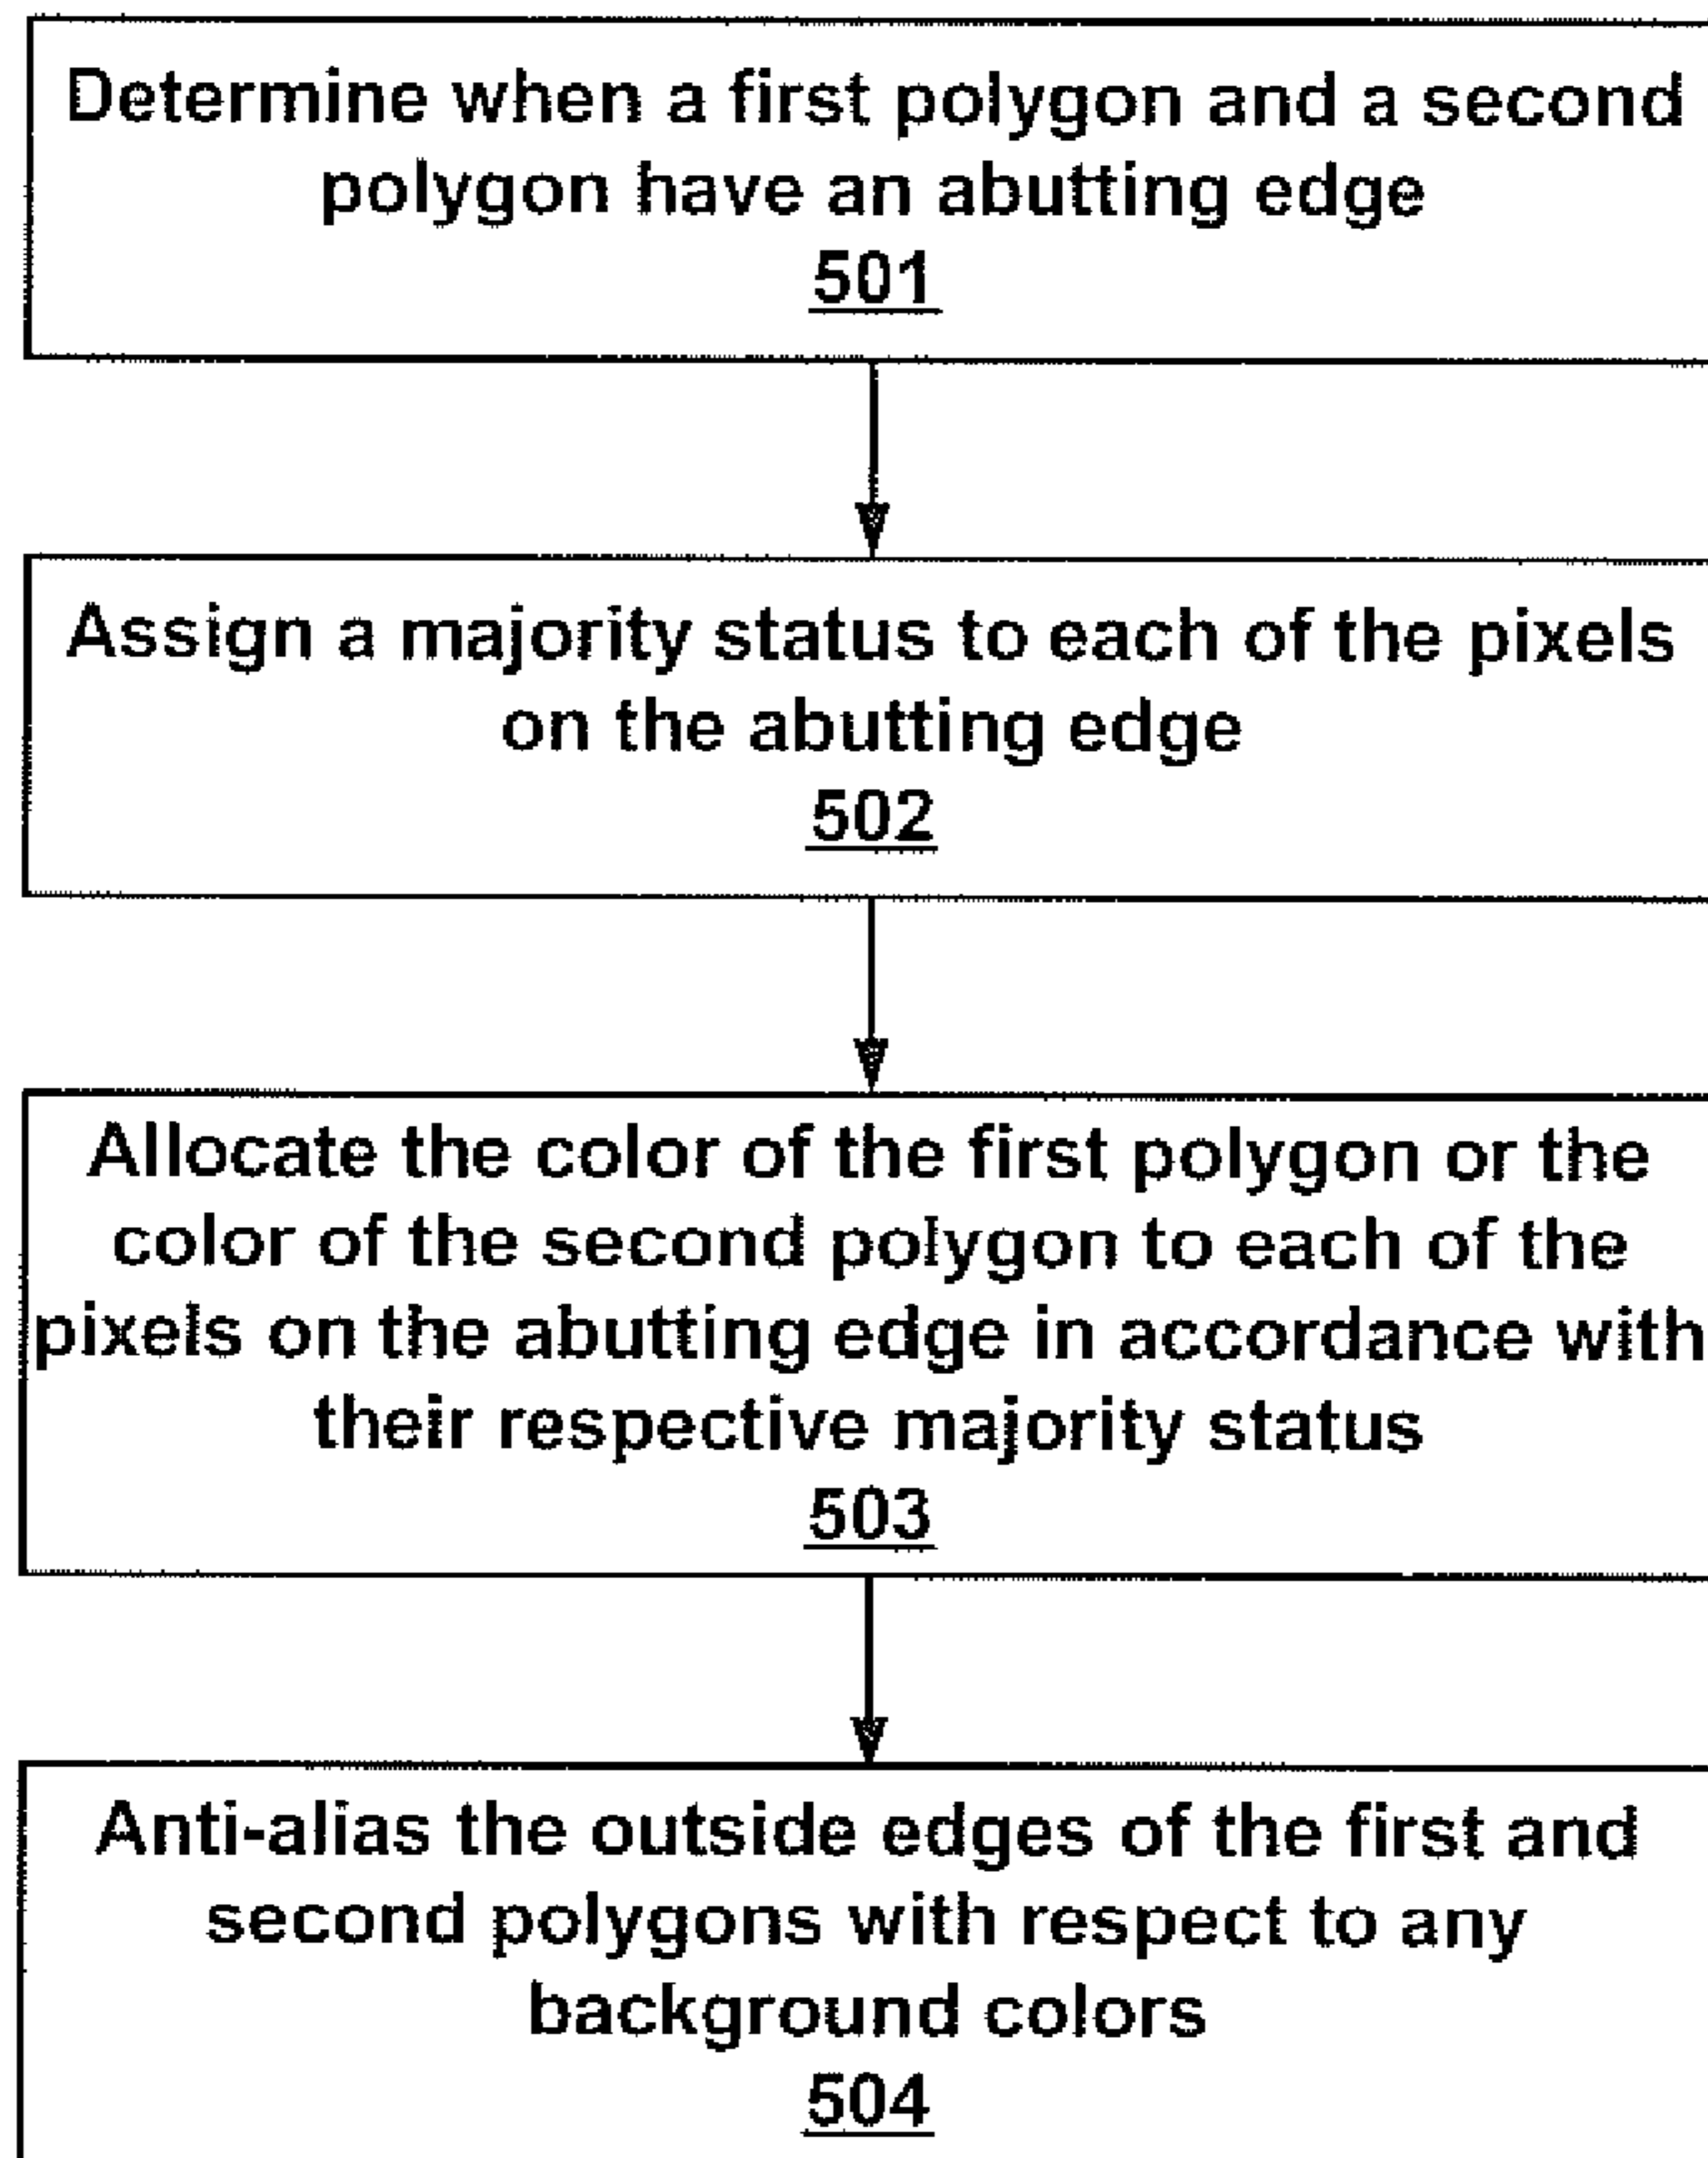 Determine when a first polygon and a second
polygon have an abutting edge
501
Assign a majority status to each of the pixels
on the abutting edge
502
Allocate the color of the first polygon or the
color of the second polygon to each of the
pixels on the abutting edge in accordance with
their respective majority status
503
Anti-alias the outside edges of the first and
second polygons with respect to any
background colors
504